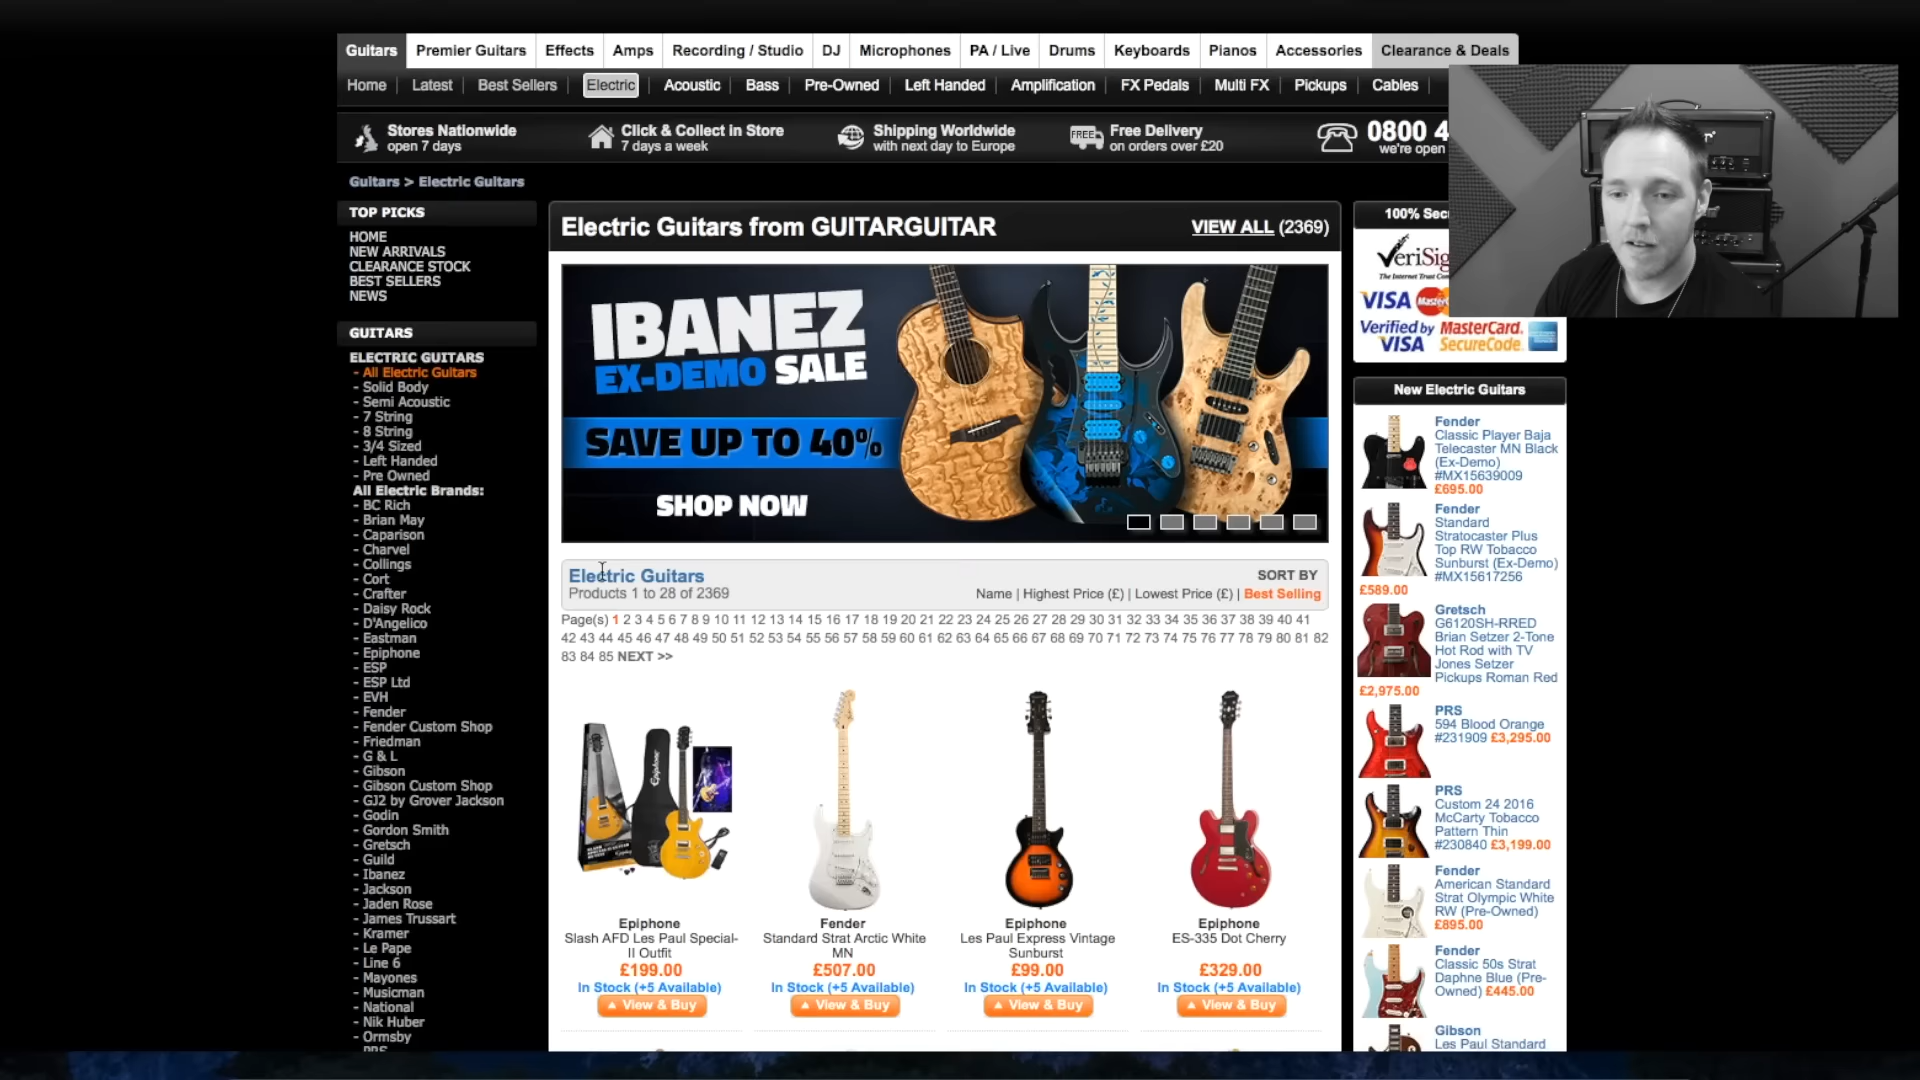 Guitars Premier Guitars Effects Amps Recording / Studio DJ Microphones PA / Live Drums Keyboards Pianos Accessories Clearance & Deals
Home Latest Best Sellers Electric Acoustic Bass Pre-Owned Left Handed Amplification FX Pedals Multi FX Pickups Cables
Stores Nationwide
open 7 days
Click & Collect in Store
7 days a week
Shipping Worldwide
with next day to Europe
FREE
Free Delivery
on orders over £20
0800 4
we're open
Guitars > Electric Guitars
TOP PICKS
HOME
NEW ARRIVALS
CLEARANCE STOCK
BEST SELLERS
NEWS
GUITARS
ELECTRIC GUITARS
- All Electric Guitars
- Solid Body
- Semi Acoustic
- 7 String
- 8 String
- 3/4 Sized
- Left Handed
- Pre Owned
All Electric Brands:
- BC Rich
- Brian May
- Caparison
- Charvel
- Collings
- Cort
- Crafter
- Daisy Rock
- D'Angelico
- Eastman
- Epiphone
- ESP
- ESP Ltd
- EVH
- Fender
- Fender Custom Shop
- Friedman
- G & L
- Gibson
- Gibson Custom Shop
- GJ2 by Grover Jackson
- Godin
- Gordon Smith
- Gretsch
- Guild
- Ibanez
- Jackson
- Jaden Rose
- James Trussart
- Kramer
- Le Pape
- Line 6
- Mayones
- Musicman
- National
- Nik Huber
- Ormsby
- PRS
Electric Guitars from GUITARGUITAR
VIEW ALL (2369)
IBANEZ
EX-DEMO SALE
SAVE UP TO 40%
SHOP NOW
Electric Guitars
Products 1 to 28 of 2369
SORT BY
Name | Highest Price (£) | Lowest Price (£) | Best Selling
Page(s) 1 2 3 4 5 6 7 8 9 10 11 12 13 14 15 16 17 18 19 20 21 22 23 24 25 26 27 28 29 30 31 32 33 34 35 36 37 38 39 40 41
42 43 44 45 46 47 48 49 50 51 52 53 54 55 56 57 58 59 60 61 62 63 64 65 66 67 68 69 70 71 72 73 74 75 76 77 78 79 80 81 82
83 84 85 NEXT >>
Epiphone
Slash AFD Les Paul Special-
II Outfit
£199.00
In Stock (+5 Available)
View & Buy
Fender
Standard Strat Arctic White
MN
£507.00
In Stock (+5 Available)
View & Buy
Epiphone
Les Paul Express Vintage
Sunburst
£99.00
In Stock (+5 Available)
View & Buy
Epiphone
ES-335 Dot Cherry
£329.00
In Stock (+5 Available)
View & Buy
100% Sec
VeriSig
The Internet Trust Com
VISA Master
Verified by VISA
MasterCard. SecureCode.
New Electric Guitars
Fender
Classic Player Baja
Telecaster MN Black
(Ex-Demo)
#MX15639009
£695.00
Fender
Standard
Stratocaster Plus
Top RW Tobacco
Sunburst (Ex-Demo)
#MX15617256
£589.00
Gretsch
G6120SH-RRED
Brian Setzer 2-Tone
Hot Rod with TV
Jones Setzer
Pickups Roman Red
£2,975.00
PRS
594 Blood Orange
#231909 £3,295.00
PRS
Custom 24 2016
McCarty Tobacco
Pattern Thin
#230840 £3,199.00
Fender
American Standard
Strat Olympic White
RW (Pre-Owned)
£895.00
Fender
Classic 50s Strat
Daphne Blue (Pre-
Owned) £445.00
Gibson
Les Paul Standard